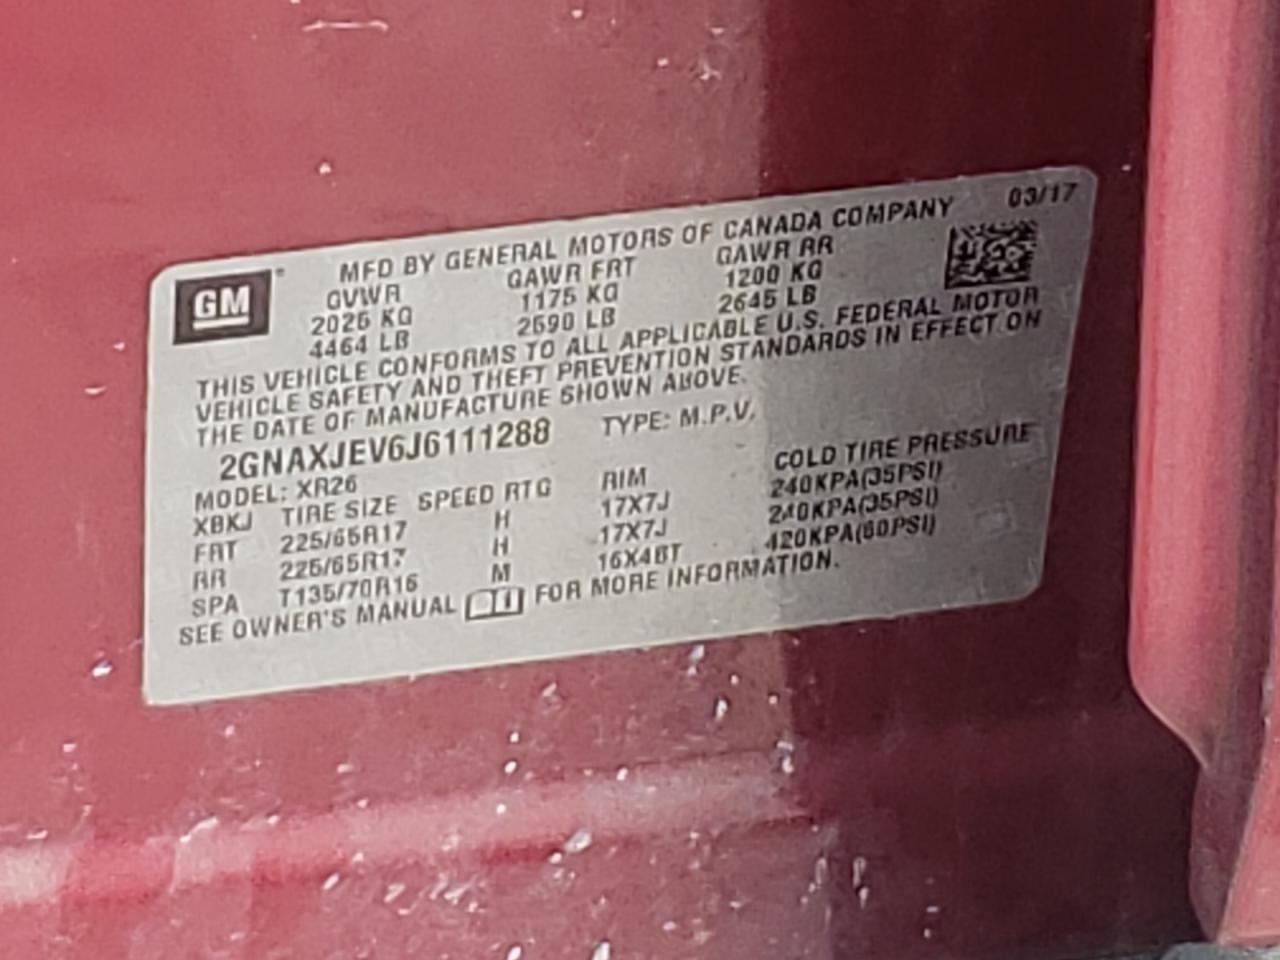 03/17
GM
MFD BY GENERAL MOTORS OF CANADA COMPANY
GVWR GAWR FRT GAWR RR
2025 KG 1175 KG 1200 KG
4464 LB 2590 LB 2645 LB
THIS VEHICLE CONFORMS TO ALL APPLICABLE U.S. FEDERAL MOTOR
VEHICLE SAFETY AND THEFT PREVENTION STANDARDS IN EFFECT ON
THE DATE OF MANUFACTURE SHOWN ABOVE.
2GNAXJEV6J6111288 TYPE: M.P.V.
MODEL: XR26
XBKJ TIRE SIZE SPEED RTG RIM COLD TIRE PRESSURE
FRT 225/65R17 H 17X7J 240KPA(35PSI)
RR 225/65R17 H 17X7J 240KPA(35PSI)
SPA T135/70R16 M 16X4BT 420KPA(60PSI)
SEE OWNER'S MANUAL FOR MORE INFORMATION.